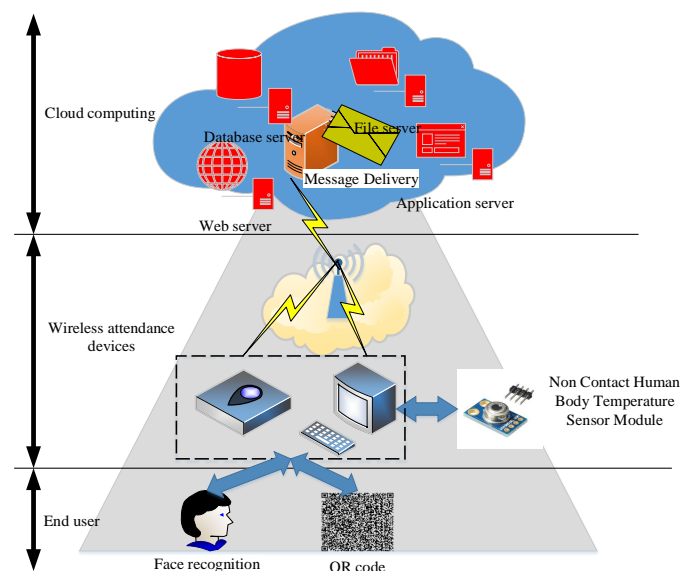 Cloud computing
Database server
File server
Message Delivery
Application server
Web server
Wireless attendance
devices
Non Contact Human
Body Temperature
Sensor Module
End user
Face recognition
QR code